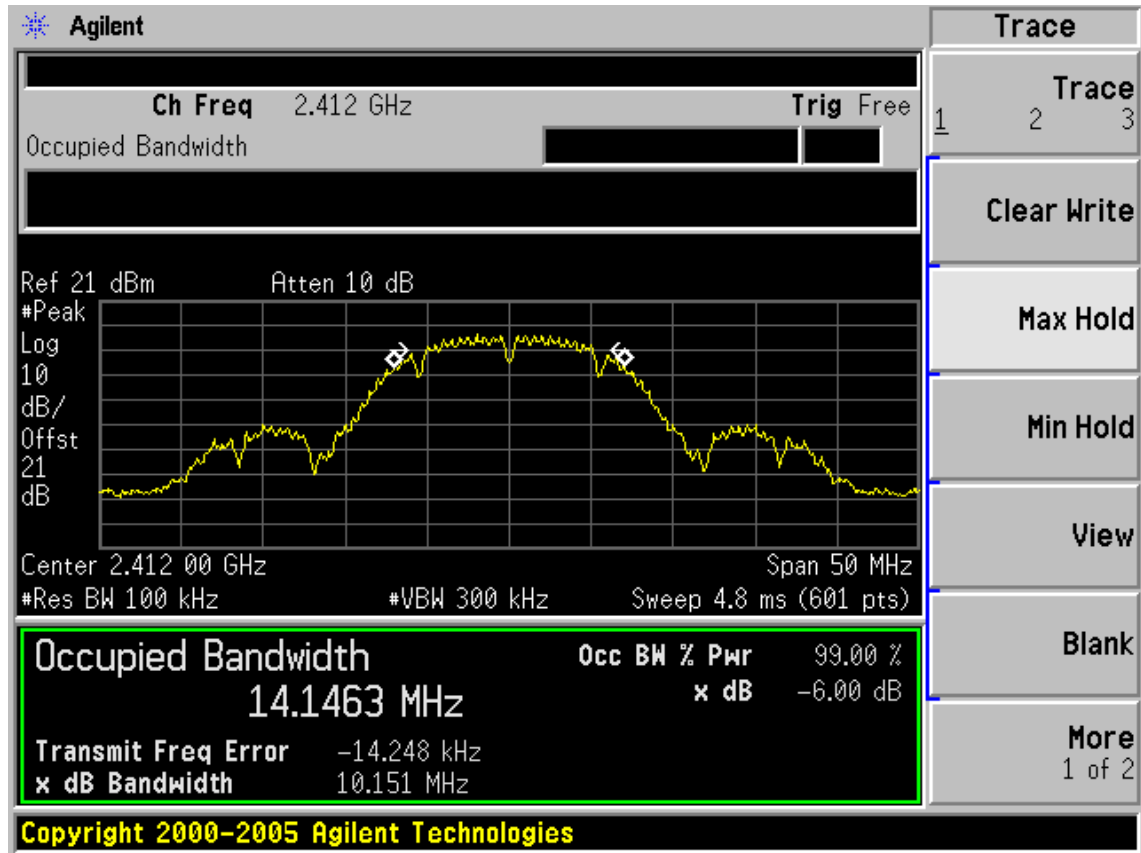 Agilent
Trace
Ch Freq 2.412 GHz Trig Free
Occupied Bandwidth
Trace
1 2 3
Clear Write
Max Hold
Min Hold
View
Blank
More
1 of 2
Ref 21 dBm Atten 10 dB
#Peak
Log
10
dB/
Offst
21
dB
Center 2.412 00 GHz Span 50 MHz
#Res BW 100 kHz #VBW 300 kHz Sweep 4.8 ms (601 pts)
Occupied Bandwidth Occ BW % Pwr 99.00 %
14.1463 MHz x dB -6.00 dB
Transmit Freq Error -14.248 kHz
x dB Bandwidth 10.151 MHz
Copyright 2000-2005 Agilent Technologies